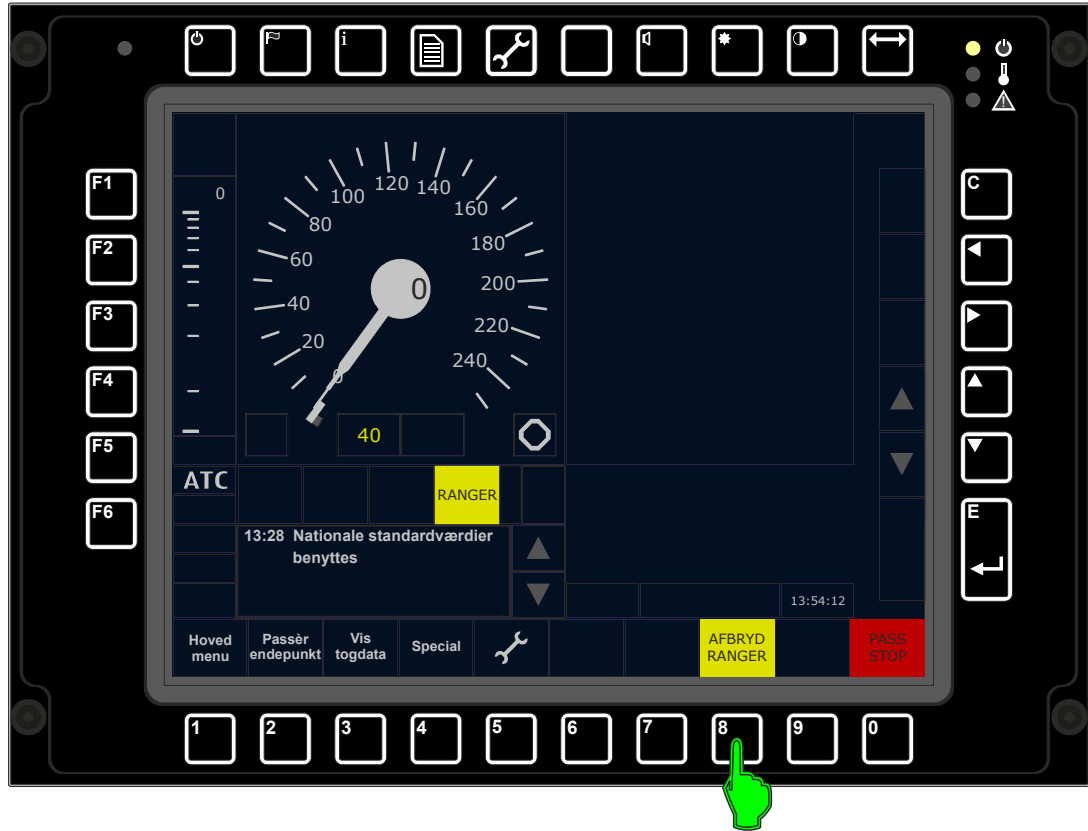 i
F1
F2
F3
F4
F5
F6
C
E
0
0
20
40
60
80
100
120
140
160
180
200
220
240
0
40
ATC
RANGER
13:28 Nationale standardværdier
benyttes
13:54:12
Hoved
menu
Passèr
endepunkt
Vis
togdata
Special
AFBRYD
RANGER
PASS
STOP
1
2
3
4
5
6
7
8
9
0